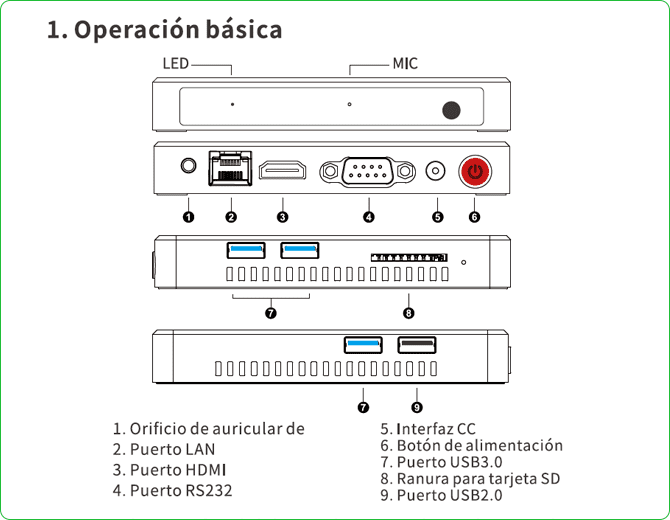 1. Operación básica
LED
MIC
1 2 3 4 5 6
7 8
7 9
1. Orificio de auricular de
2. Puerto LAN
3. Puerto HDMI
4. Puerto RS232
5. Interfaz CC
6. Botón de alimentación
7. Puerto USB3.0
8. Ranura para tarjeta SD
9. Puerto USB2.0